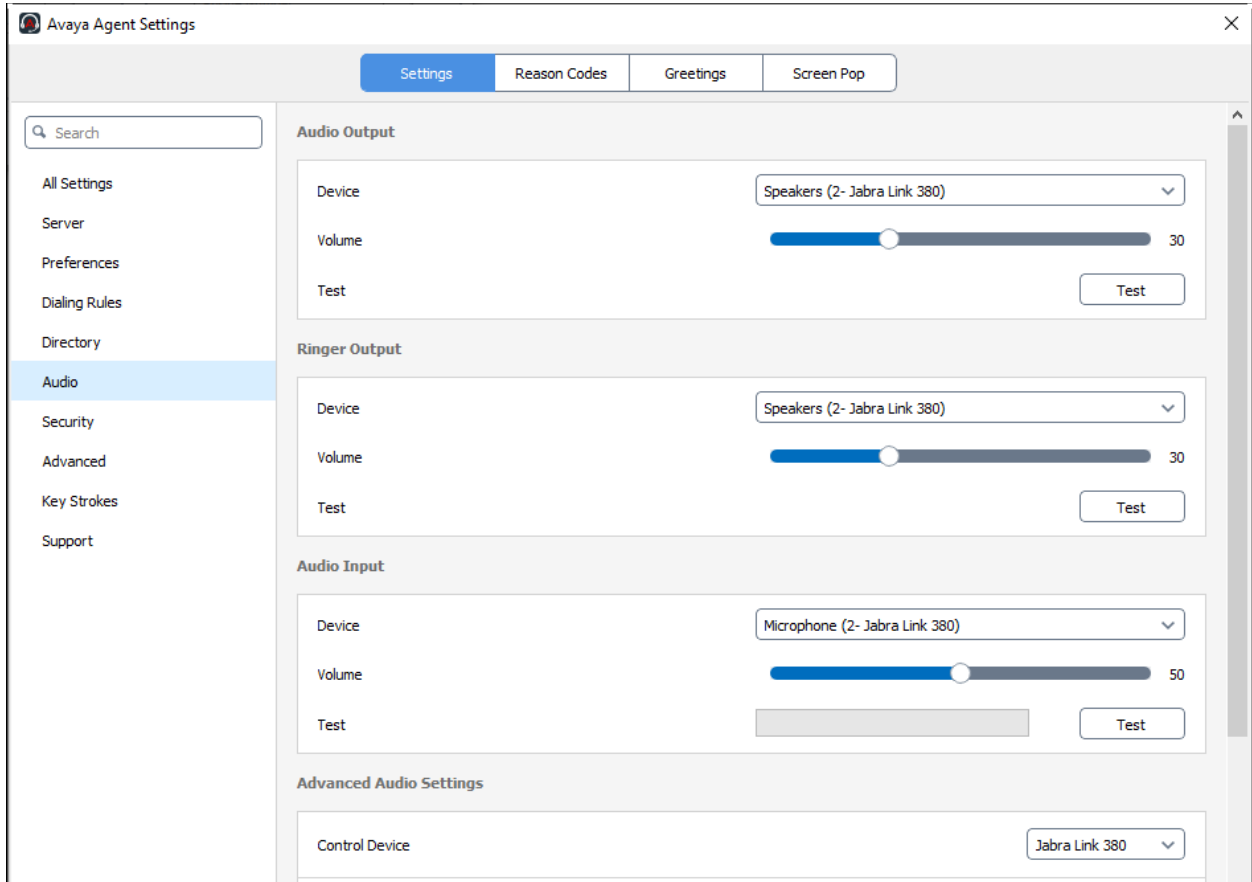 Avaya Agent Settings
Settings Reason Codes Greetings Screen Pop
Search
All Settings
Server
Preferences
Dialing Rules
Directory
Audio
Security
Advanced
Key Strokes
Support
Audio Output
Device Speakers (2- Jabra Link 380)
Volume 30
Test Test
Ringer Output
Device Speakers (2- Jabra Link 380)
Volume 30
Test Test
Audio Input
Device Microphone (2- Jabra Link 380)
Volume 50
Test Test
Advanced Audio Settings
Control Device Jabra Link 380